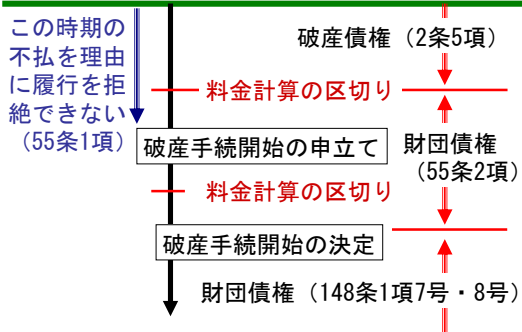 この時期の
不払を理由
に履行を拒
絶できない
（55条1項）
破産債権（2条5項）
料金計算の区切り
破産手続開始の申立て
財団債権
（55条2項）
料金計算の区切り
破産手続開始の決定
財団債権（148条1項7号・8号）